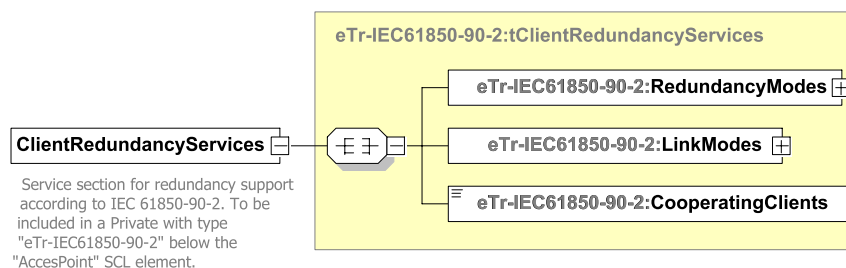 eTr-IEC61850-90-2:tClientRedundancyServices
eTr-IEC61850-90-2:RedundancyModes
ClientRedundancyServices
eTr-IEC61850-90-2:LinkModes
eTr-IEC61850-90-2:CooperatingClients
Service section for redundancy support
according to IEC 61850-90-2. To be
included in a Private with type
"eTr-IEC61850-90-2" below the
"AccesPoint" SCL element.